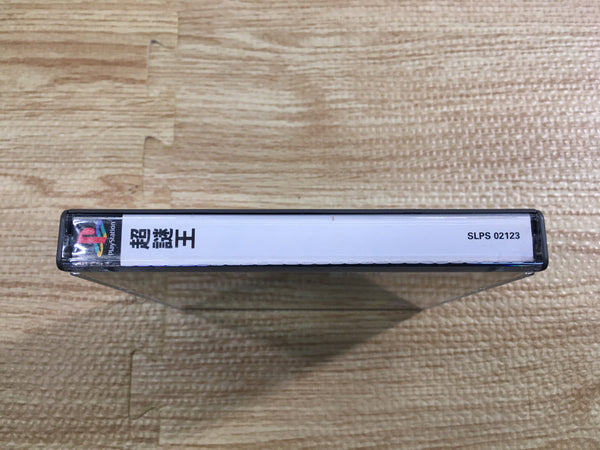 PlayStation
超謎王
SLPS 02123